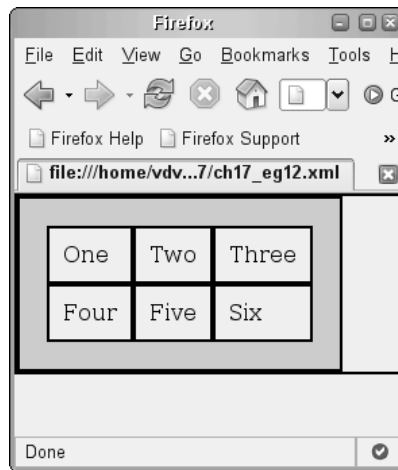 Firefox
File Edit View Go Bookmarks Tools H
G
Firefox Help Firefox Support »
file:///home/vdv...7/ch17_eg12.xml
One Two Three
Four Five Six
Done